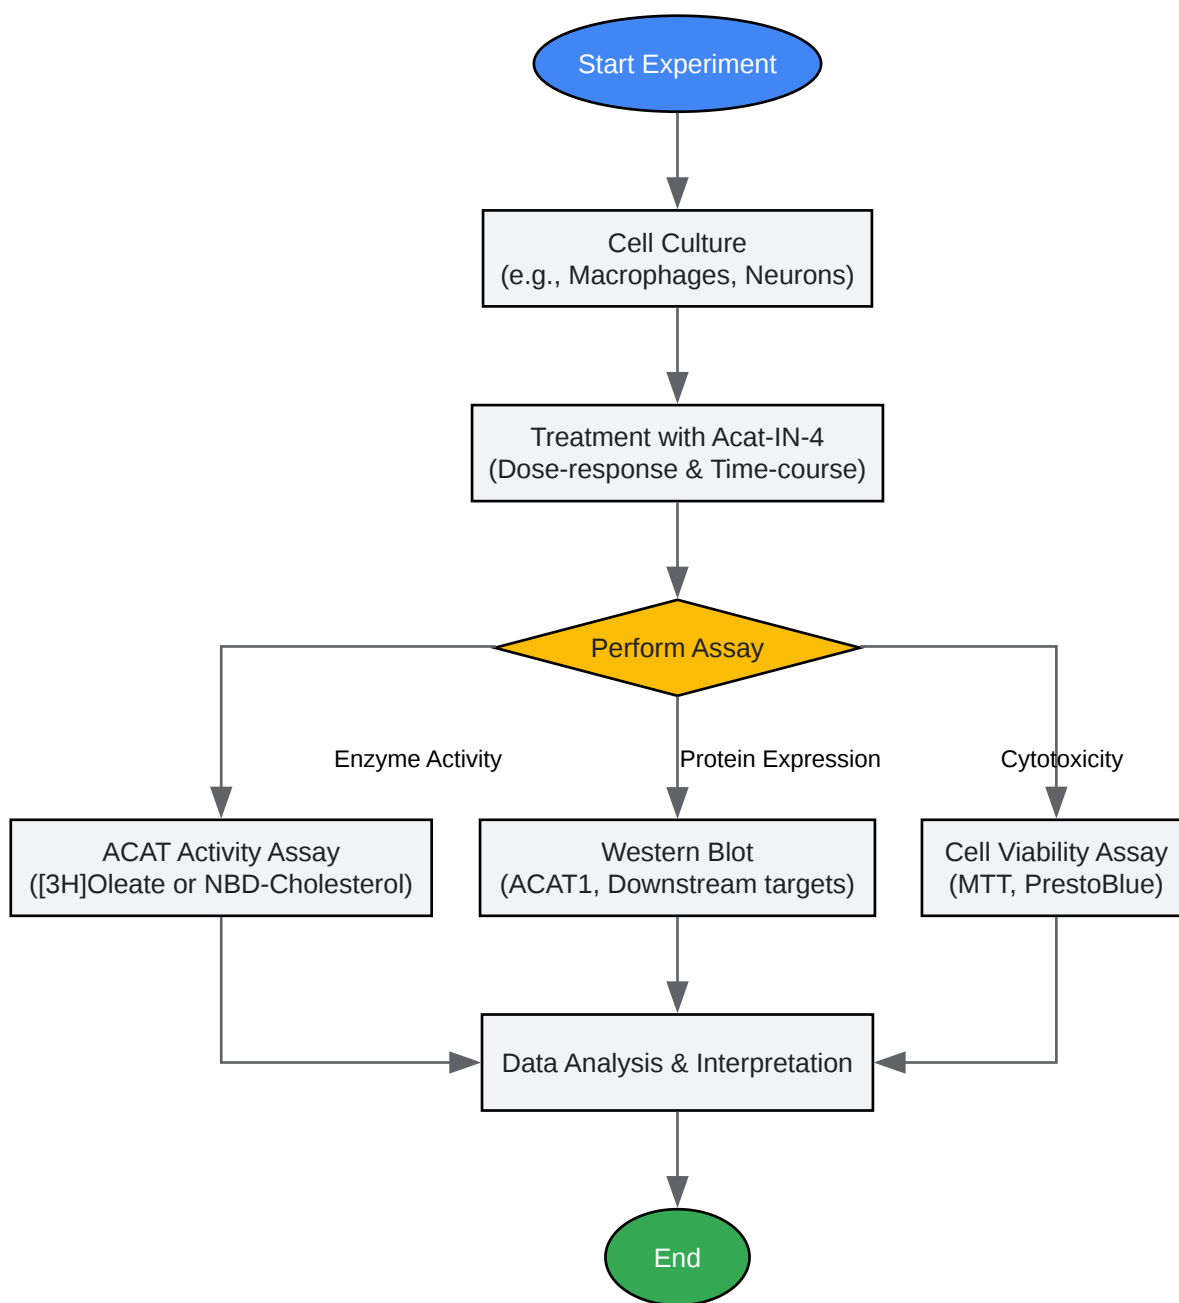 Start Experiment
Cell Culture
(e.g., Macrophages, Neurons)
Treatment with Acat-IN-4
(Dose-response & Time-course)
Perform Assay
Enzyme Activity
Protein Expression
Cytotoxicity
ACAT Activity Assay
([3H]Oleate or NBD-Cholesterol)
Western Blot
(ACAT1, Downstream targets)
Cell Viability Assay
(MTT, PrestoBlue)
Data Analysis & Interpretation
End